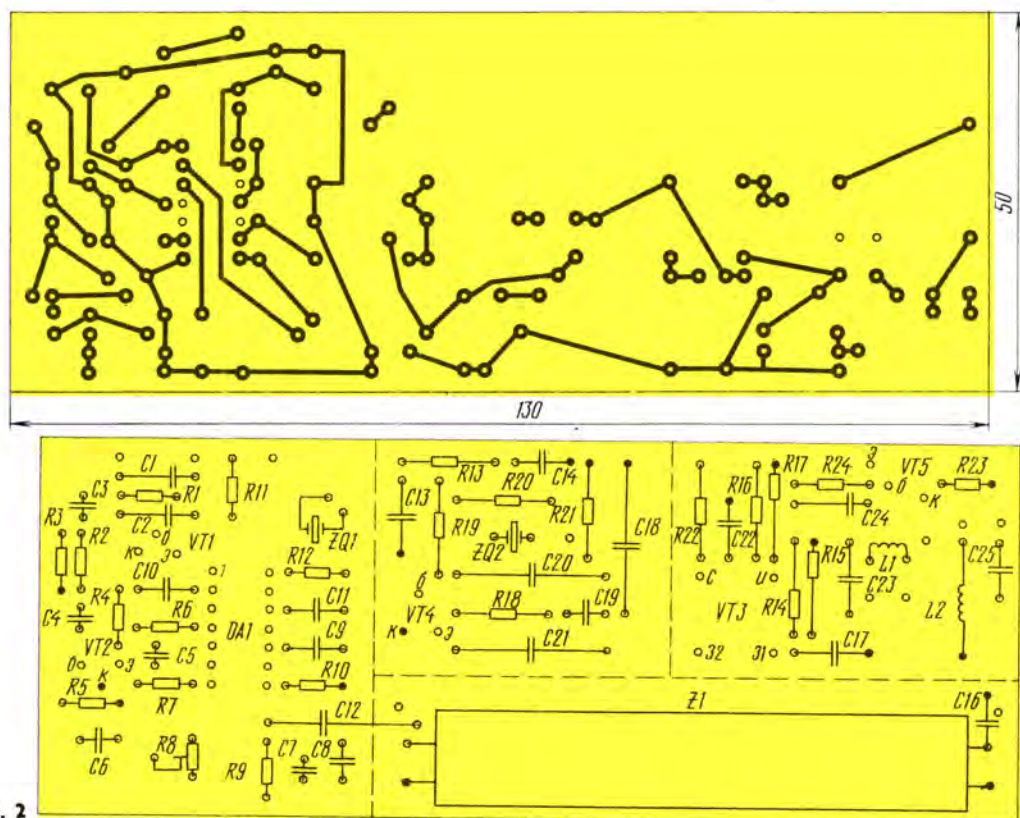 50
130
C1
R11
R13
C14
R17
R24
Э
VT5
R23
C3
R1
C13
R20
R16
б
К
R3
R2
C2
б
R19
R21
C18
R22
C22
C24
К
Э
VT1
ZQ1
ZQ2
R15
C25
C10
1
R12
C20
С
И
L1
C23
C4
R4
R6
C11
б
R18
C19
VT3
R14
L2
DA1
VT4
К
Э
VT2
C5
C9
C21
32
31
C17
б
Э
К
R10
R5
R7
Z1
C16
C12
C6
R8
R9
C7
C8
. 2